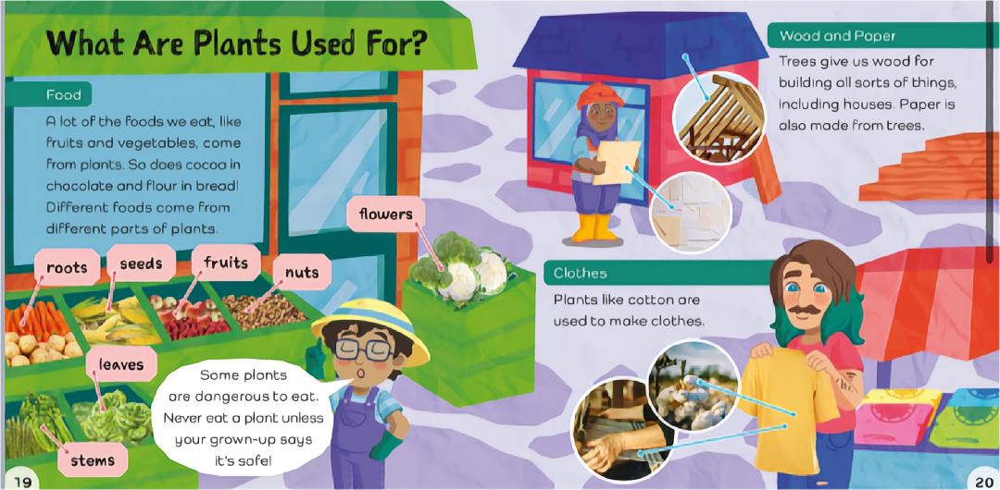 What Are Plants Used For?
Food
A lot of the foods we eat, like
fruits and vegetables, come
from plants. So does cocoa in
chocolate and flour in bread!
Different foods come from
different parts of plants.
flowers
roots
seeds
fruits
nuts
leaves
stems
Some plants
are dangerous to eat.
Never eat a plant unless
your grown-up says
it's safe!
19
Wood and Paper
Trees give us wood for
building all sorts of things,
including houses. Paper is
also made from trees.
Clothes
Plants like cotton are
used to make clothes.
20